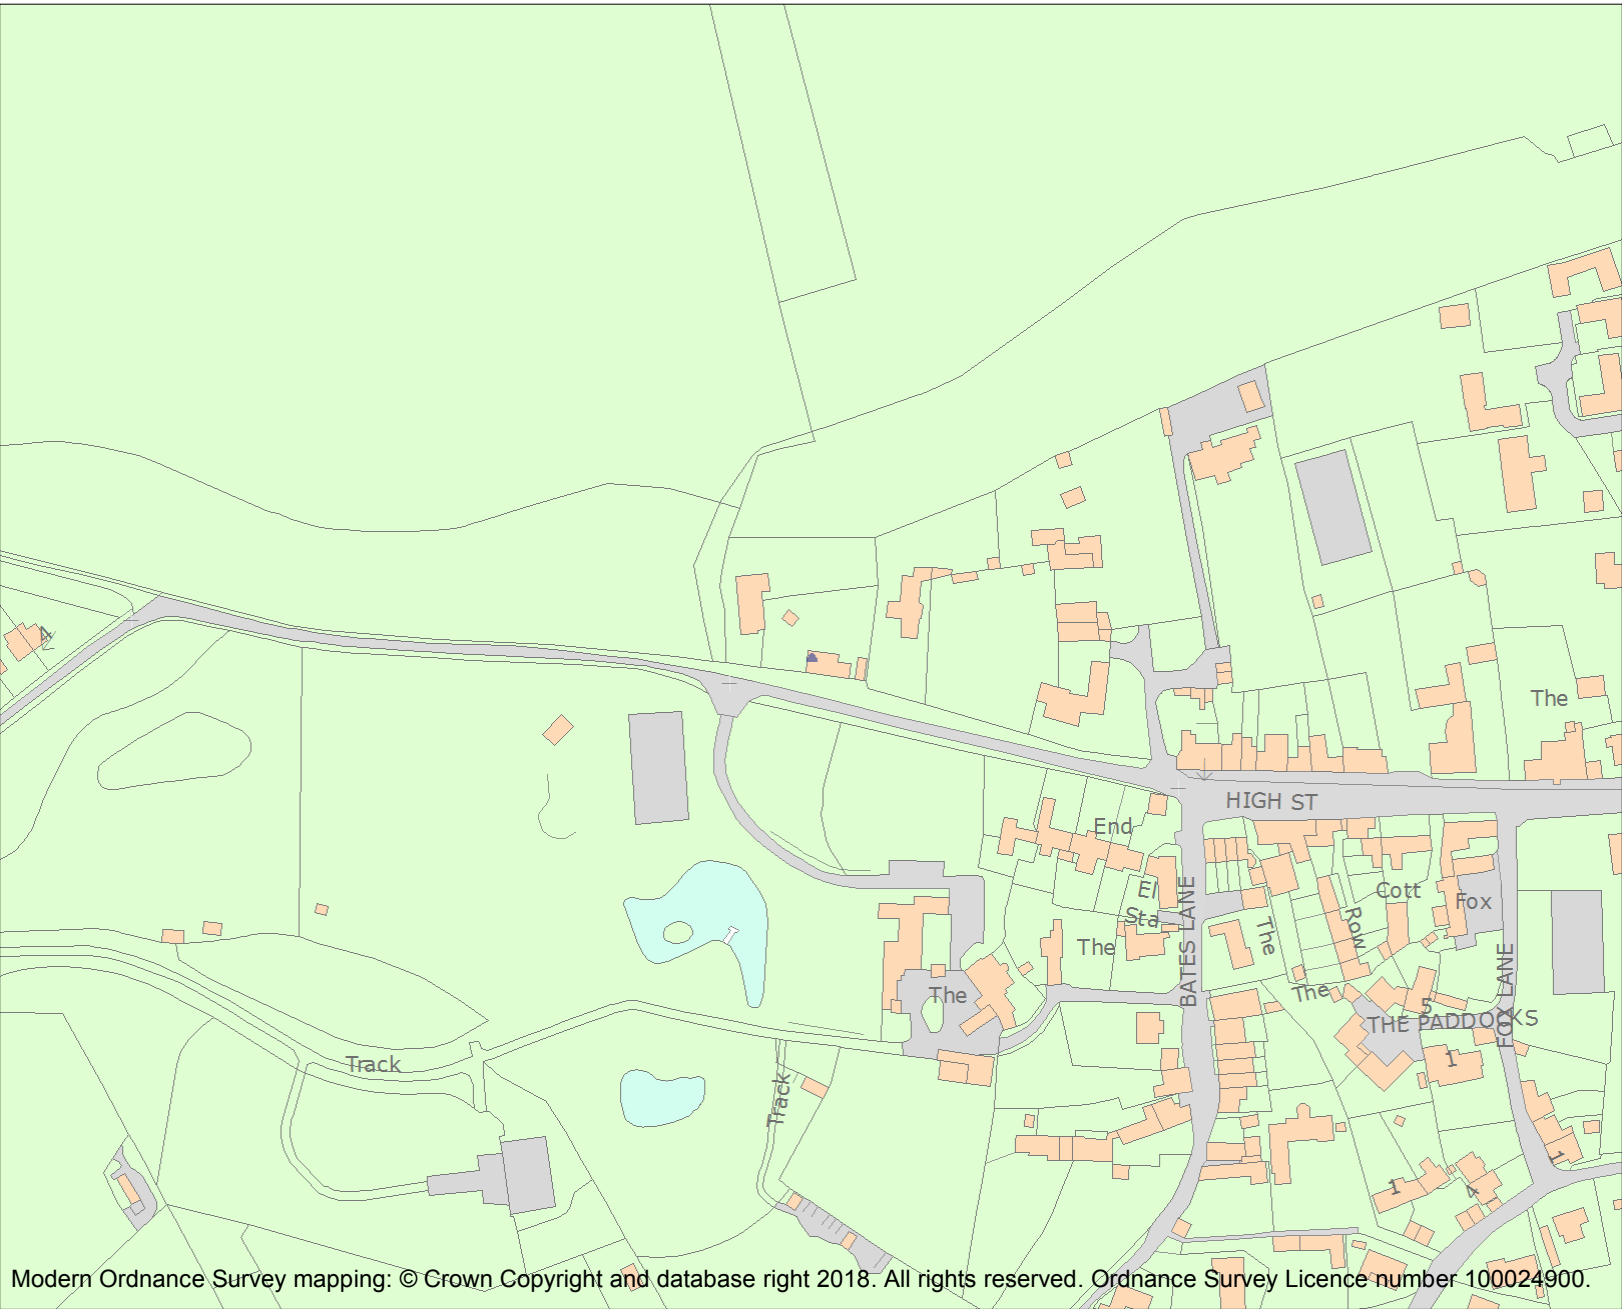 4
The
HIGH ST
End
El
Sta
Cott
Fox
The
The
Row
BATES LANE
The
The
FOX LANE
5
THE PADDOCKS
Track
1
Track
1
1
4
Modern Ordnance Survey mapping: © Crown Copyright and database right 2018. All rights reserved. Ordnance Survey Licence number 100024900.